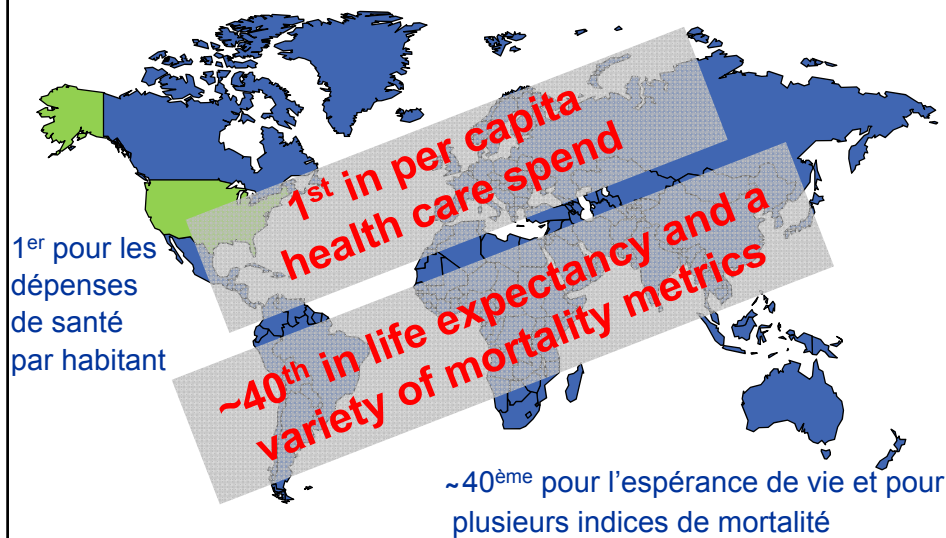 1st in per capita
health care spend
1er pour les
dépenses
de santé
par habitant
~40th in life expectancy and a
variety of mortality metrics
~40ème pour l’espérance de vie et pour
plusieurs indices de mortalité